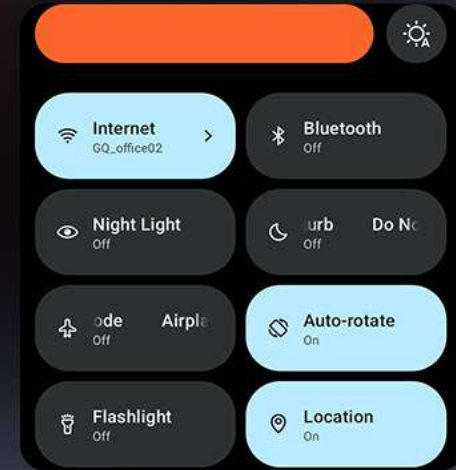 A
Internet
GQ_office02
Bluetooth
Off
Night Light
Off
urb Do No
Off
ode Airpla
Off
Auto-rotate
On
Flashlight
Off
Location
On